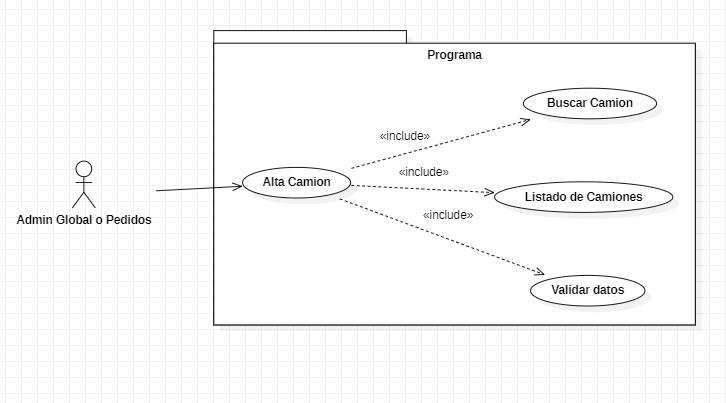 Programa
Buscar Camion
«include»
«include»
Alta Camion
Listado de Camiones
«include»
Admin Global o Pedidos
Validar datos